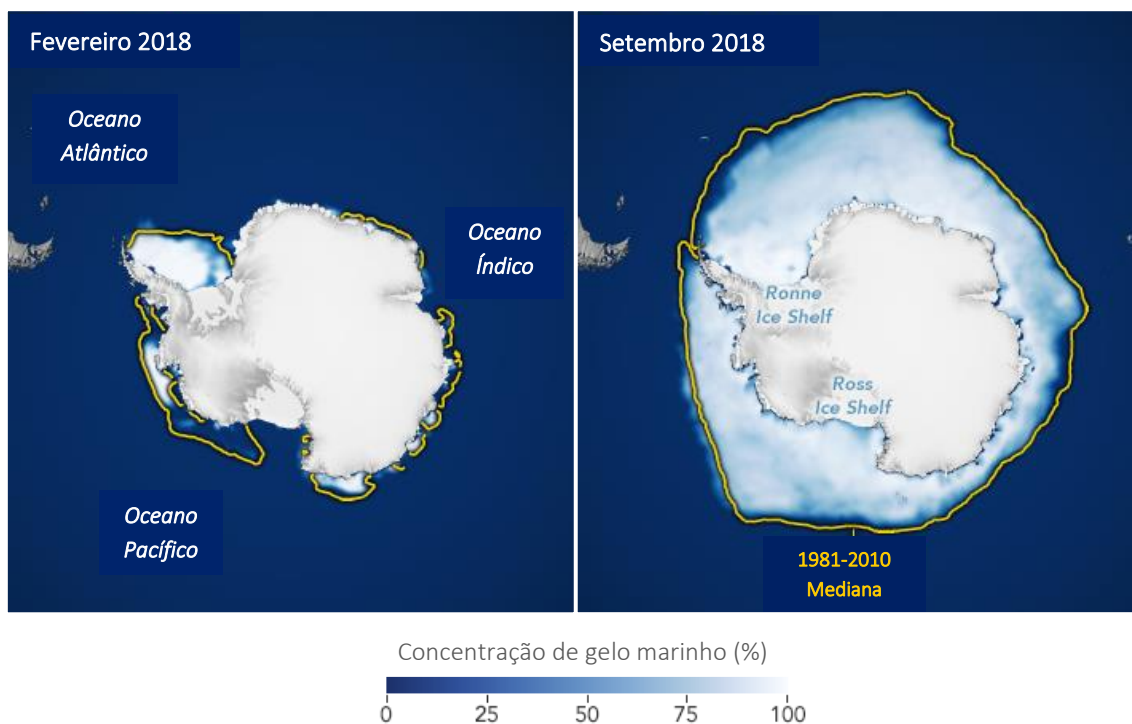 Fevereiro 2018
Oceano
Atlântico
Oceano
Índico
Oceano
Pacífico
Setembro 2018
Ronne
Ice Shelf
Ross
Ice Shelf
1981-2010
Mediana
Concentração de gelo marinho (%)
0 25 50 75 100